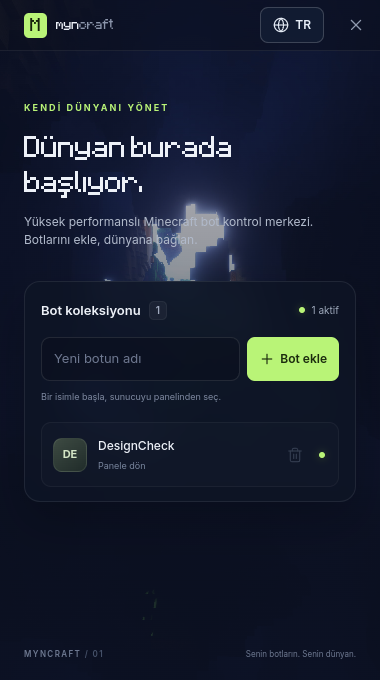 M myncraft
TR
KENDİ DÜNYANI YÖNET
Dünyan burada
başlıyor.
Yüksek performanslı Minecraft bot kontrol merkezi.
Botlarını ekle, dünyana bağlan.
Bot koleksiyonu 1
1 aktif
Yeni botun adı
Bot ekle
Bir isimle başla, sunucuyu panelinden seç.
DE
DesignCheck
Panele dön
MYNCRAFT / 01
Senin botların. Senin dünyan.